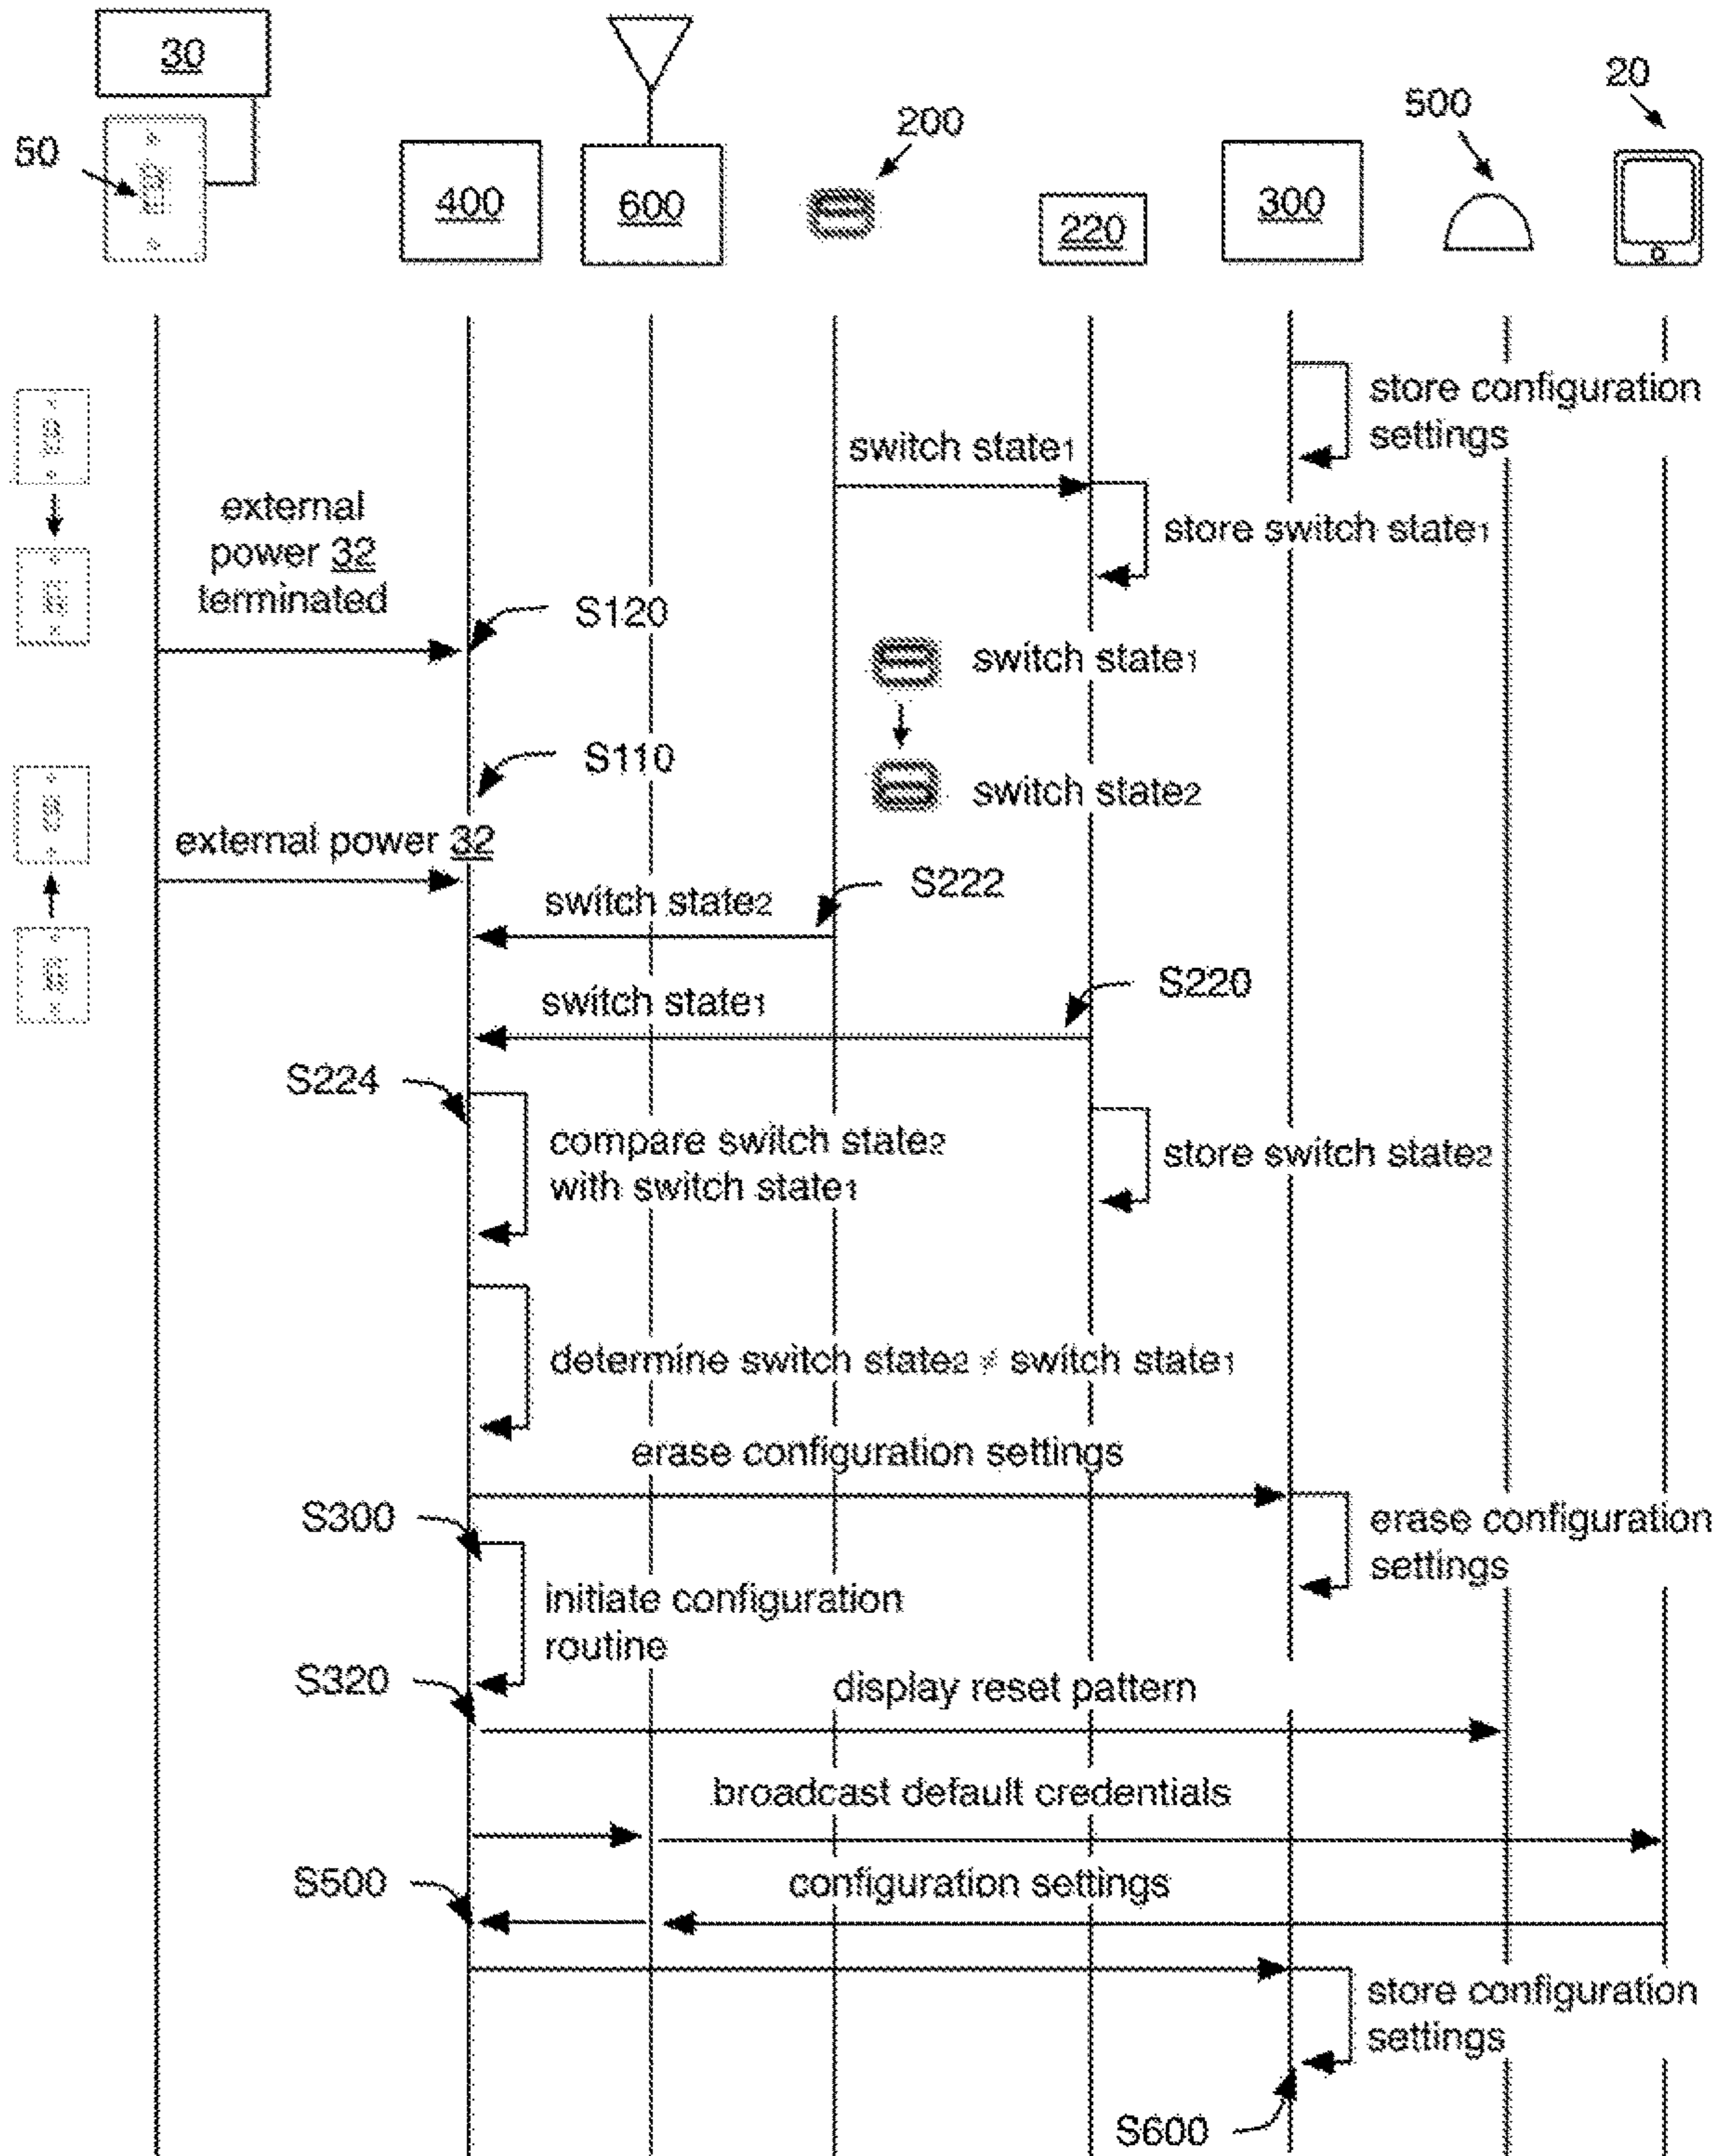 30
20
500
50
200
400
600
220
300
store configuration
settings
switch state1
external
power 32
terminated
store switch state1
S120
switch state1
S110
switch state2
external power 32
S222
switch state2
S220
switch state1
S224
compare switch state2
with switch state1
store switch state2
determine switch state2 ≠ switch state1
erase configuration settings
S300
erase configuration
settings
initiate configuration
routine
S320
display reset pattern
broadcast default credentials
S500
configuration settings
store configuration
settings
S600